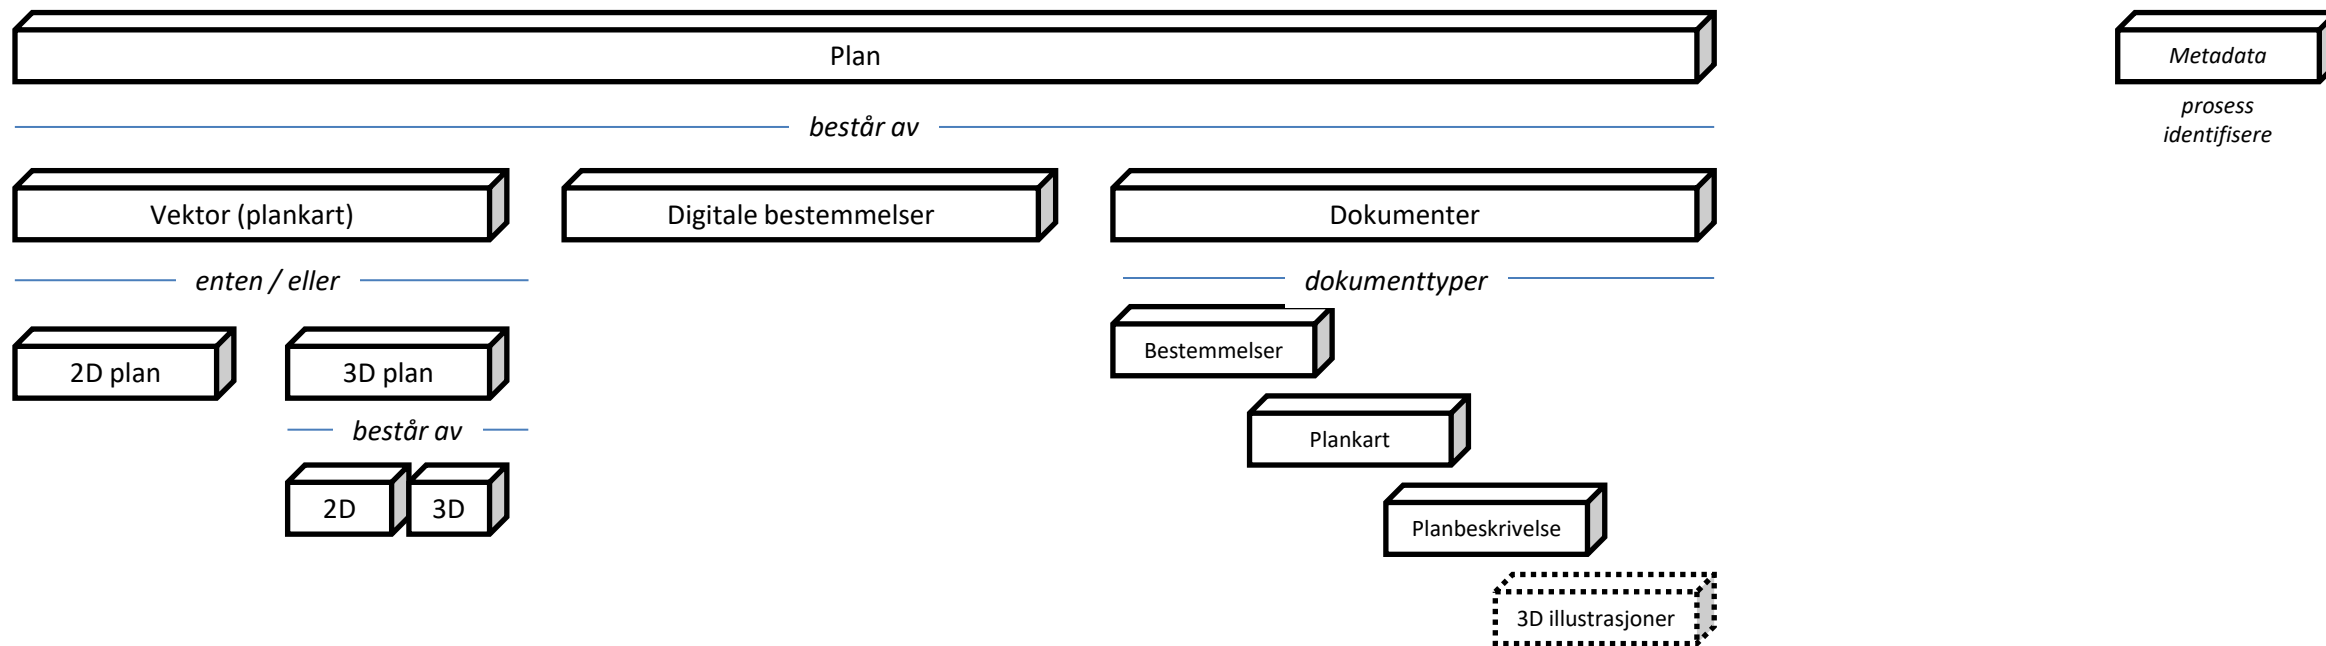 Plan
Metadata
prosess
identifisere
består av
Vektor (plankart)
Digitale bestemmelser
Dokumenter
enten / eller
dokumenttyper
2D plan
3D plan
Bestemmelser
består av
Plankart
2D
3D
Planbeskrivelse
3D illustrasjoner